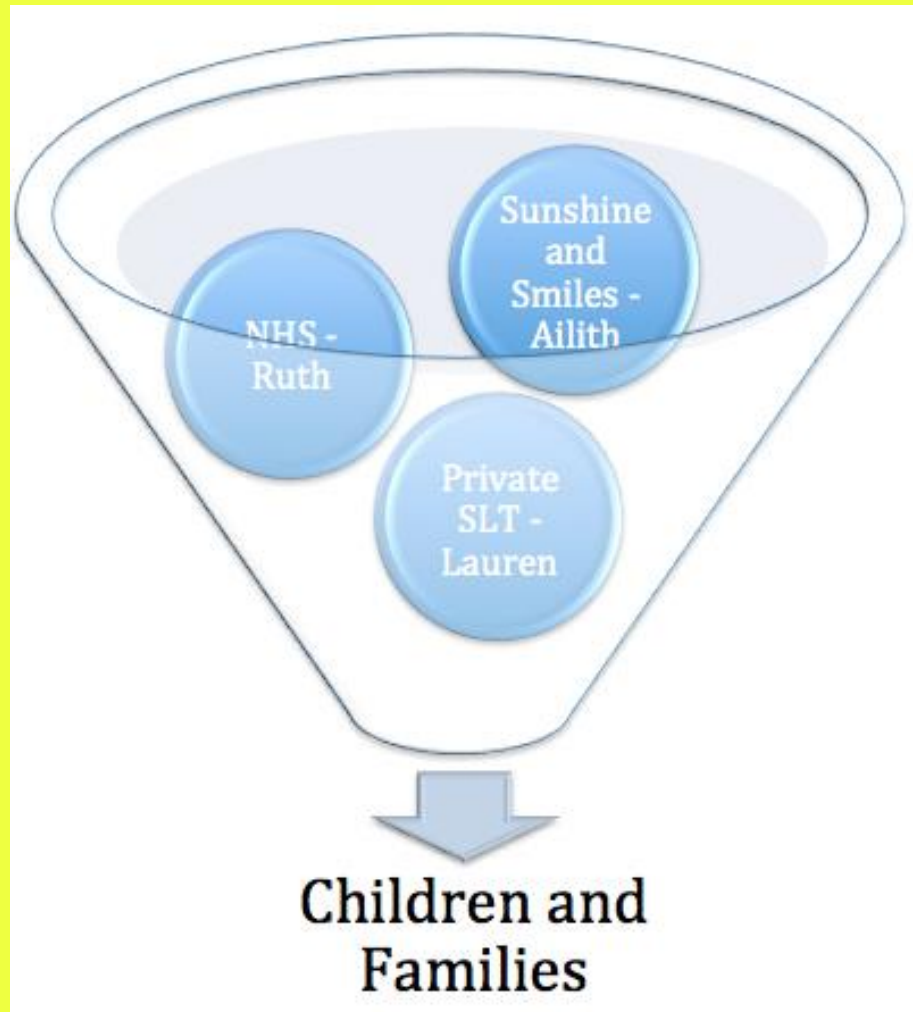 Sunshine
and
Smiles -
Ailith
NHS -
Ruth
Private
SLT -
Lauren
Children and
Families